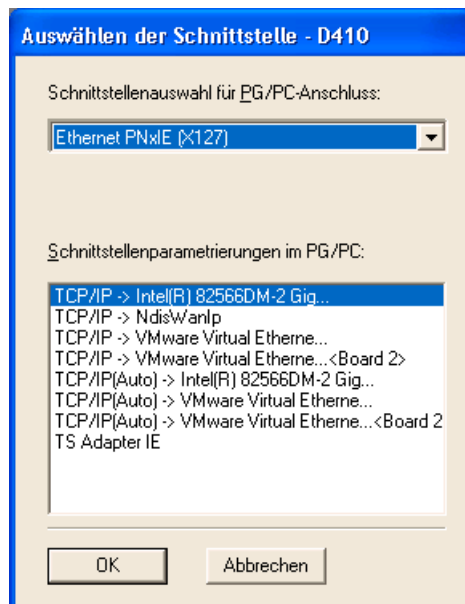 Auswählen der Schnittstelle - D410
Schnittstellenauswahl für PG/PC-Anschluss:
Ethernet PNxIE (X127)
Schnittstellenparametrierungen im PG/PC:
TCP/IP -> Intel(R) 82566DM-2 Gig...
TCP/IP -> NdisWanIp
TCP/IP -> VMware Virtual Etherne...
TCP/IP -> VMware Virtual Etherne...<Board 2>
TCP/IP(Auto) -> Intel(R) 82566DM-2 Gig...
TCP/IP(Auto) -> VMware Virtual Etherne...
TCP/IP(Auto) -> VMware Virtual Etherne...<Board 2
TS Adapter IE
OK
Abbrechen